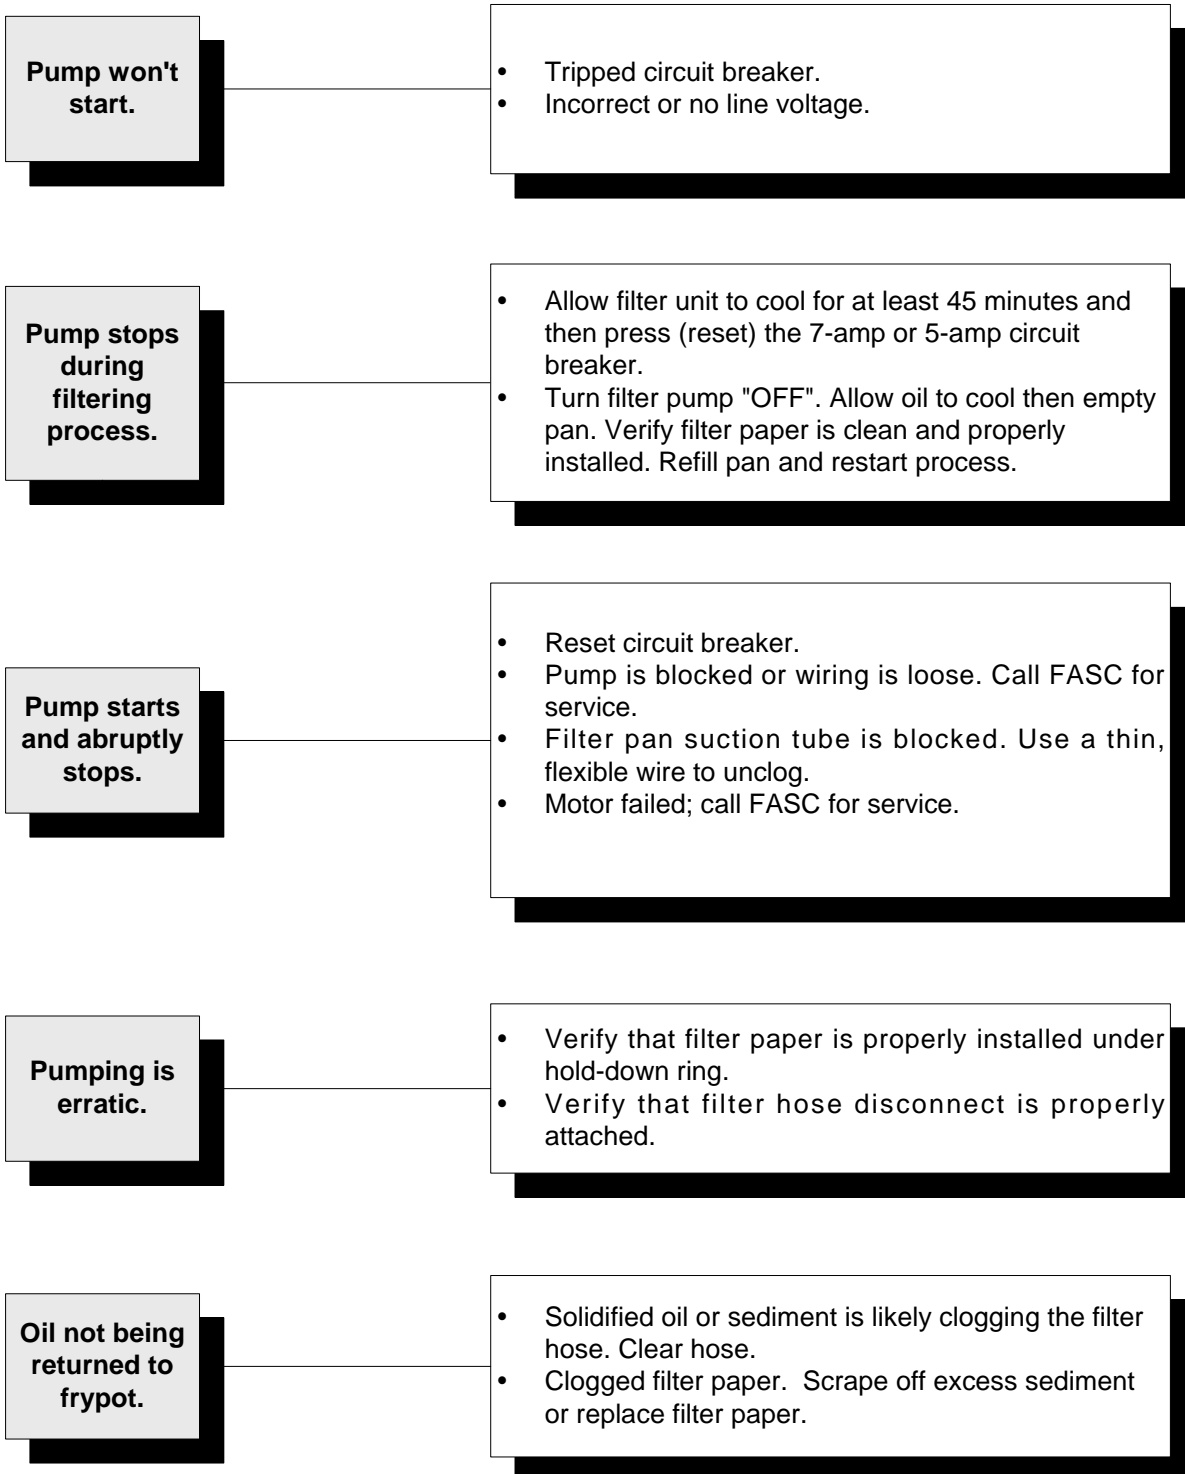 Pump won't
start.
• Tripped circuit breaker.
• Incorrect or no line voltage.
Pump stops
during
filtering
process.
• Allow filter unit to cool for at least 45 minutes and
then press (reset) the 7-amp or 5-amp circuit
breaker.
• Turn filter pump "OFF". Allow oil to cool then empty
pan. Verify filter paper is clean and properly
installed. Refill pan and restart process.
Pump starts
and abruptly
stops.
• Reset circuit breaker.
• Pump is blocked or wiring is loose. Call FASC for
service.
• Filter pan suction tube is blocked. Use a thin,
flexible wire to unclog.
• Motor failed; call FASC for service.
Pumping is
erratic.
• Verify that filter paper is properly installed under
hold-down ring.
• Verify that filter hose disconnect is properly
attached.
Oil not being
returned to
frypot.
• Solidified oil or sediment is likely clogging the filter
hose. Clear hose.
• Clogged filter paper.  Scrape off excess sediment
or replace filter paper.